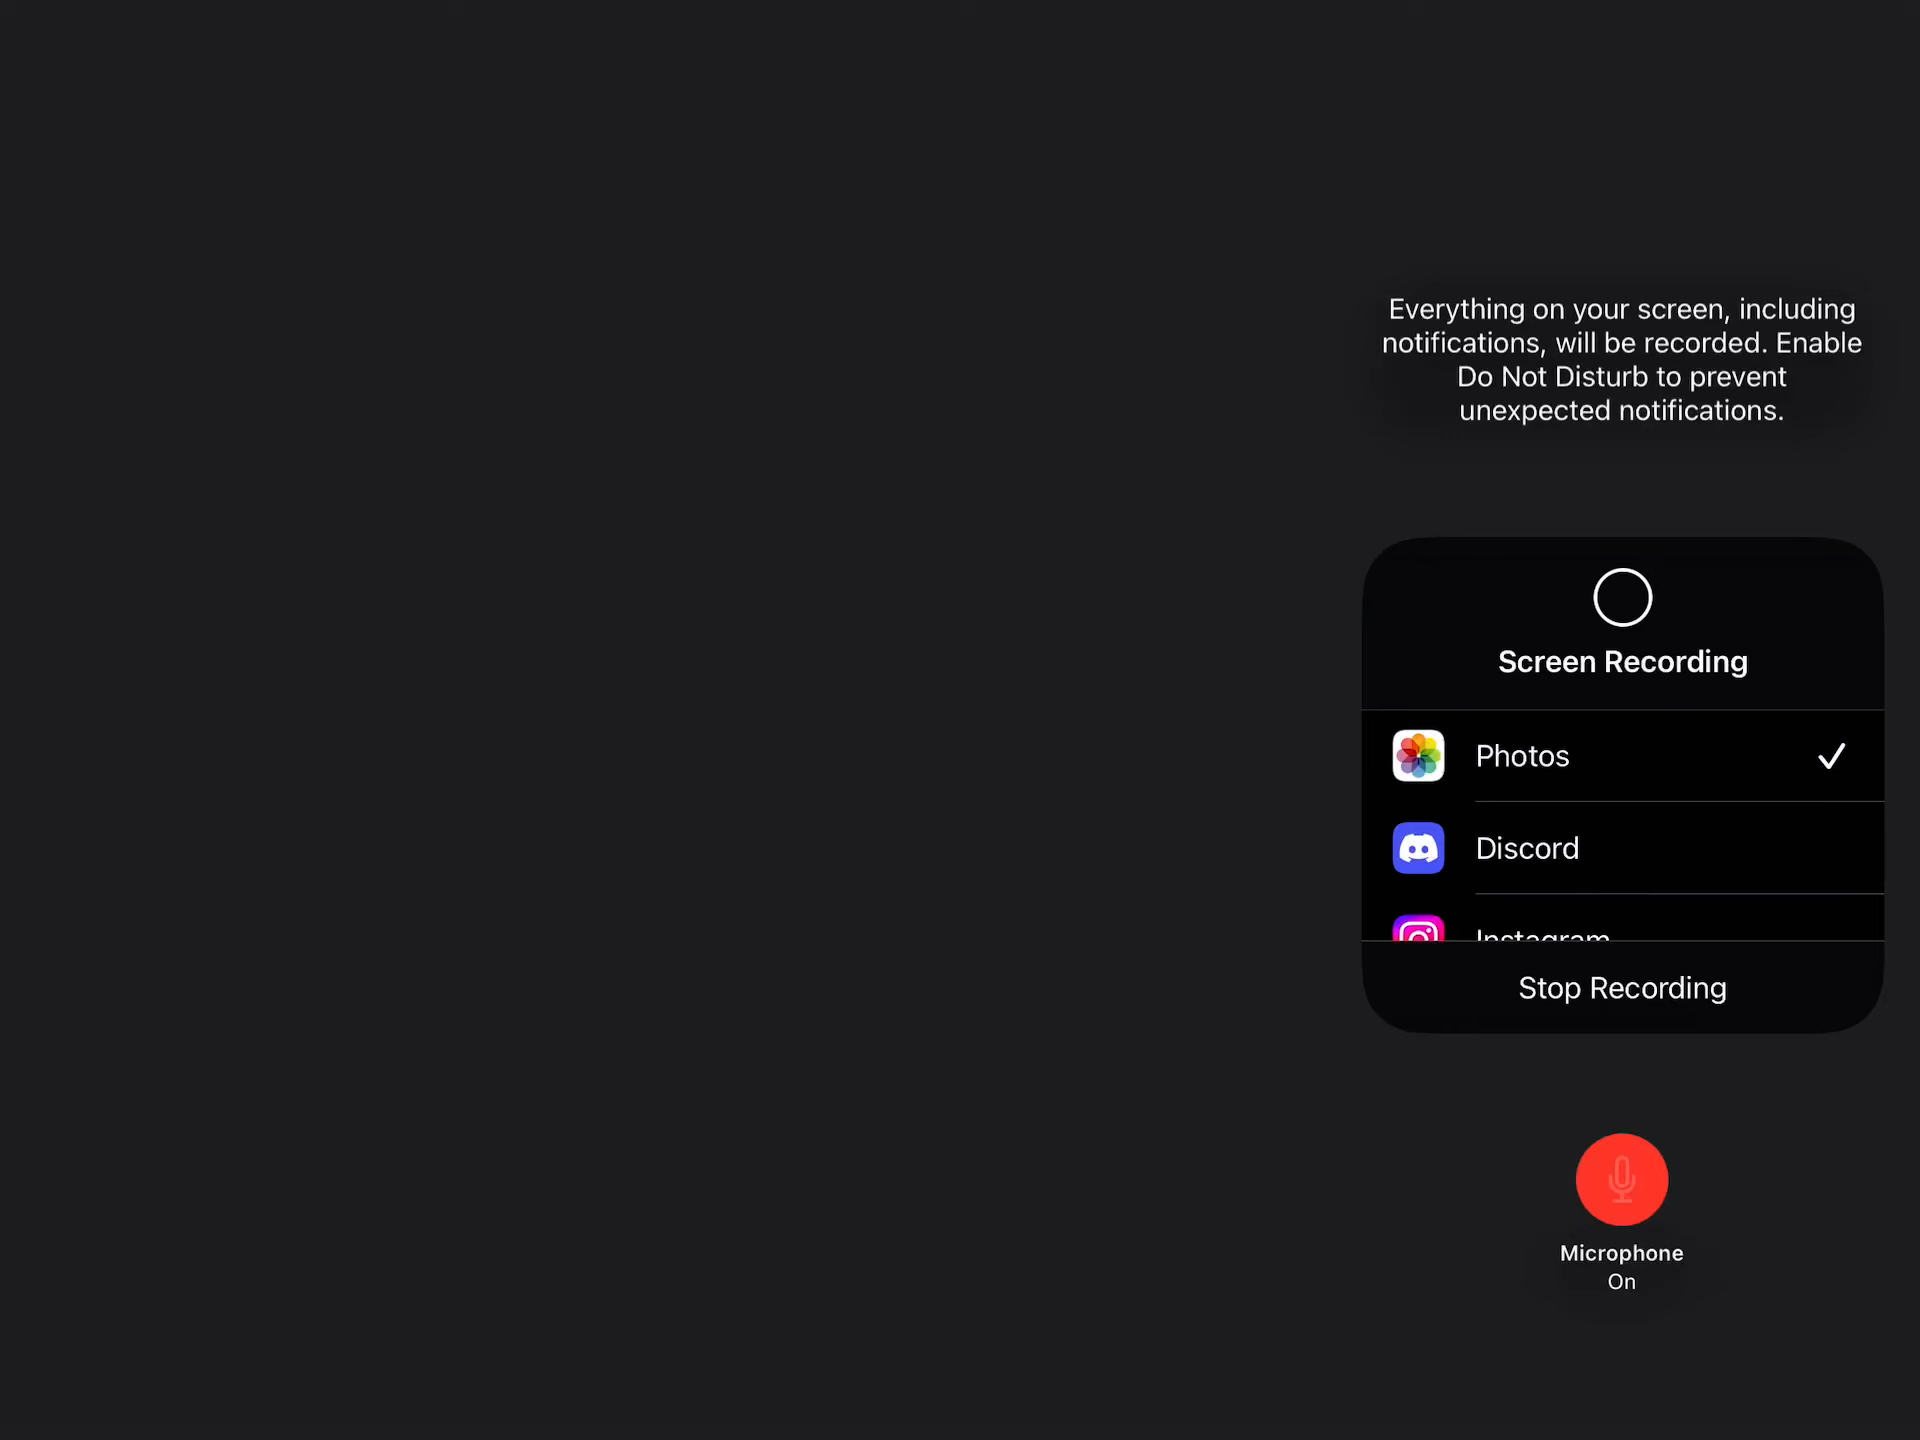 Everything on your screen, including
notifications, will be recorded. Enable
Do Not Disturb to prevent
unexpected notifications.
Screen Recording
Photos
Discord
Instagram
Stop Recording
Microphone
On